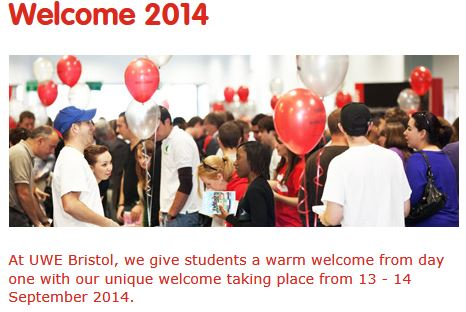 Welcome 2014
At UWE Bristol, we give students a warm welcome from day
one with our unique welcome taking place from 13 - 14
September 2014.